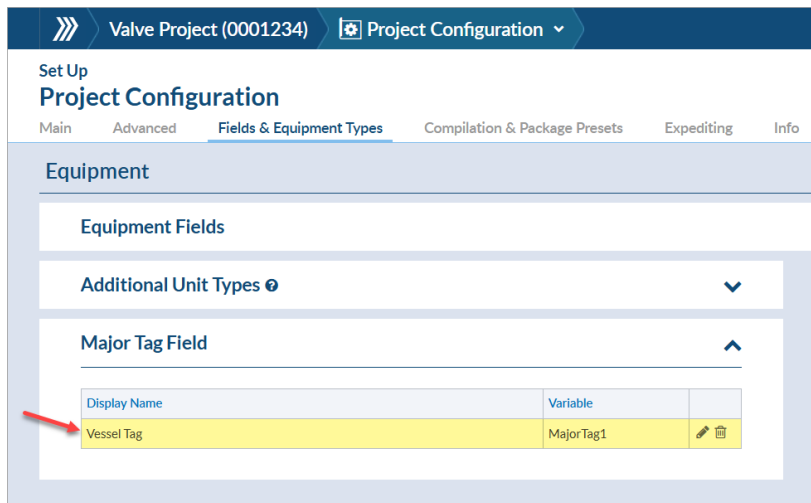 Valve Project (0001234) Project Configuration
Set Up
Project Configuration
Main Advanced Fields & Equipment Types Compilation & Package Presets Expediting Info
Equipment
Equipment Fields
Additional Unit Types ?
Major Tag Field
Display Name Variable
Vessel Tag MajorTag1